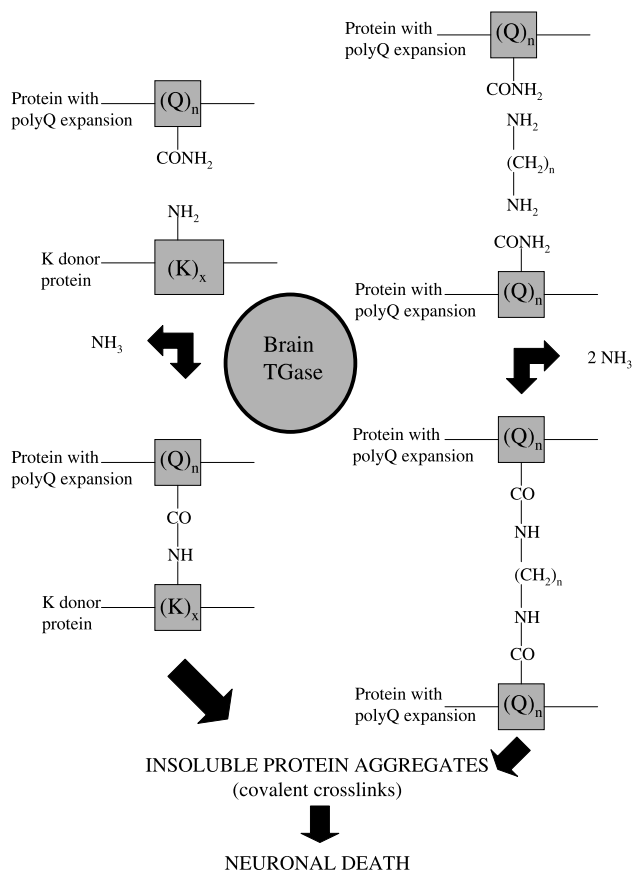 Protein with
polyQ expansion
(Q)n
CONH2
NH2
K donor
protein
(K)x
NH3
Protein with
polyQ expansion
(Q)n
CO
NH
K donor
protein
(K)x
Brain
TGase
Protein with
polyQ expansion
(Q)n
CONH2
NH2
(CH2)n
NH2
CONH2
Protein with
polyQ expansion
(Q)n
2 NH3
Protein with
polyQ expansion
(Q)n
CO
NH
(CH2)n
NH
CO
Protein with
polyQ expansion
(Q)n
INSOLUBLE PROTEIN AGGREGATES
(covalent crosslinks)
NEURONAL DEATH